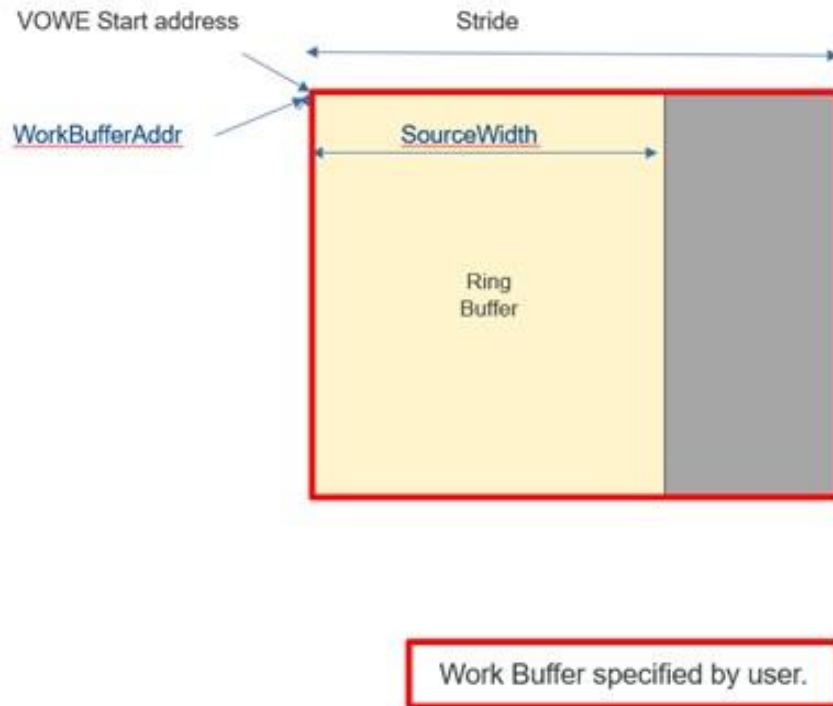 VOWE Start address
Stride
WorkBufferAddr
SourceWidth
Ring
Buffer
Work Buffer specified by user.